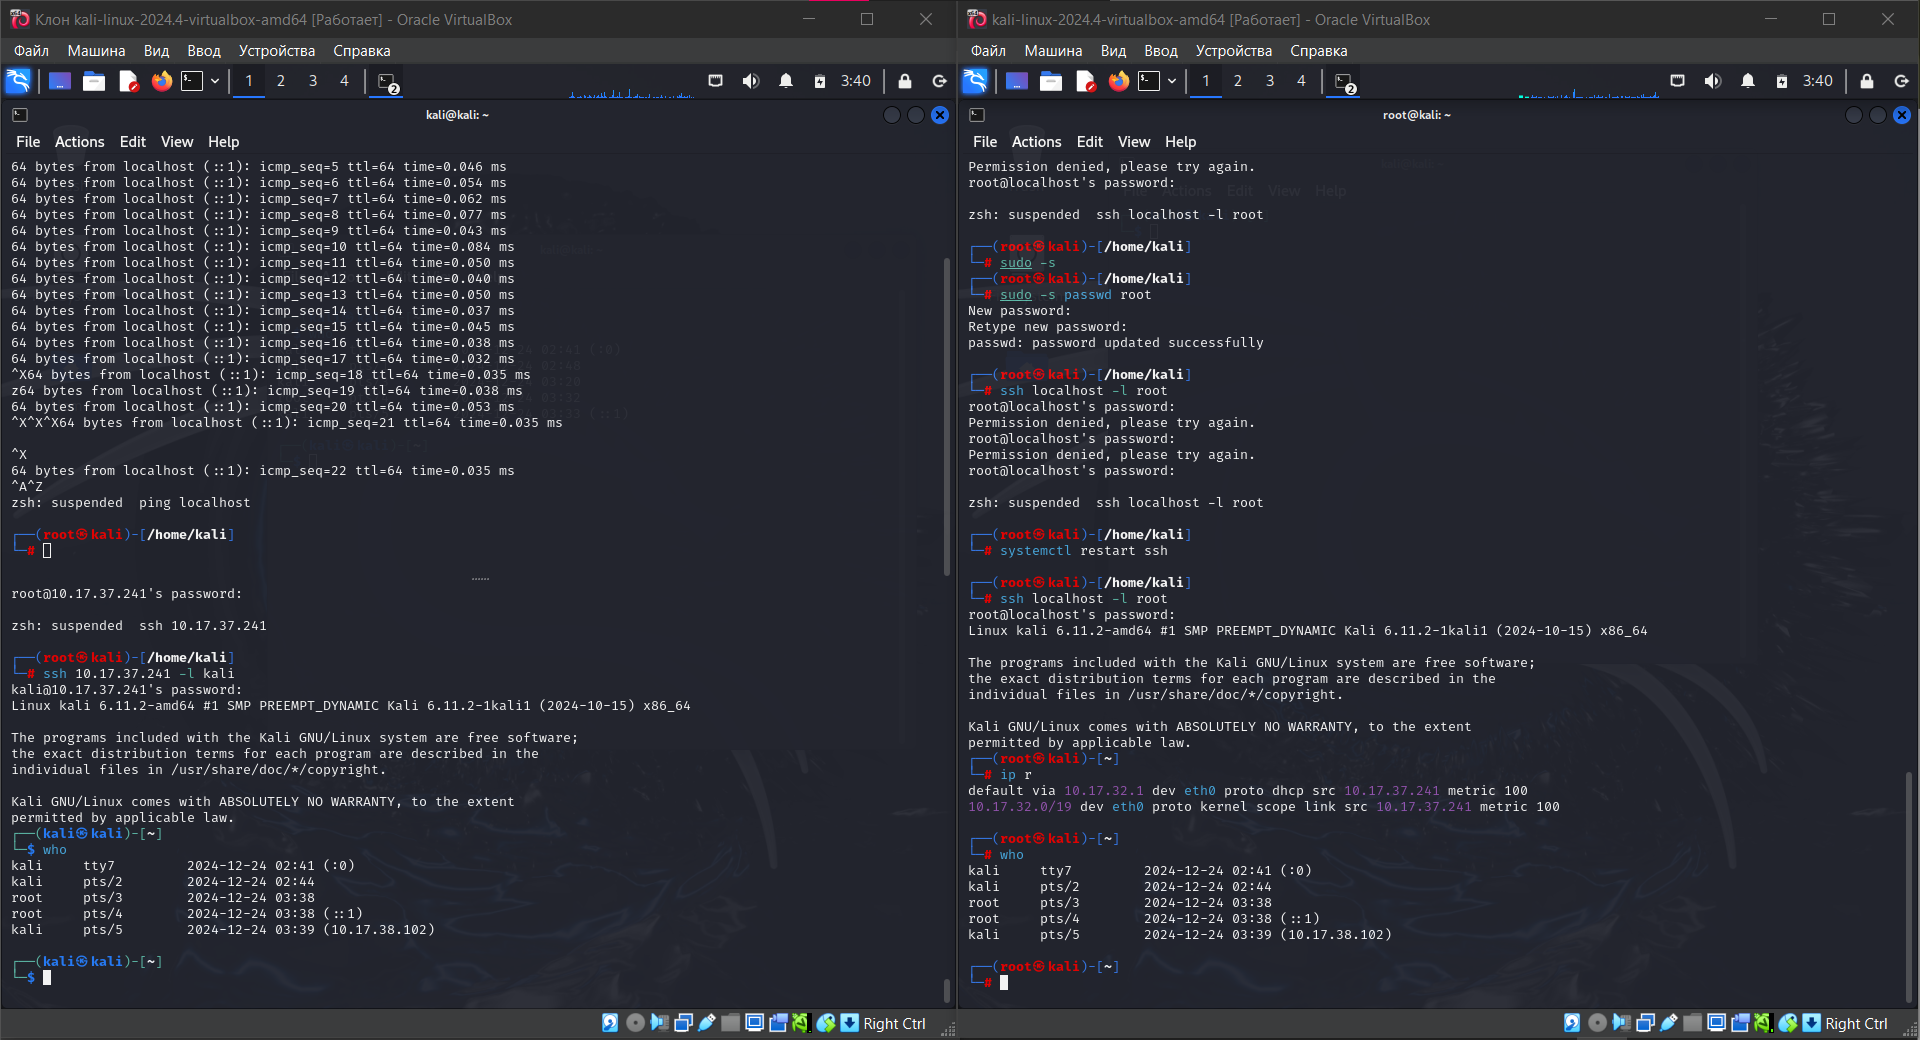 Клон kali-linux-2024.4-virtualbox-amd64 [Работает] - Oracle VirtualBox
Файл Машина Вид Ввод Устройства Справка
1 2 3 4 2 3:40
kali@kali: ~
File Actions Edit View Help
64 bytes from localhost (::1): icmp_seq=5 ttl=64 time=0.046 ms
64 bytes from localhost (::1): icmp_seq=6 ttl=64 time=0.054 ms
64 bytes from localhost (::1): icmp_seq=7 ttl=64 time=0.062 ms
64 bytes from localhost (::1): icmp_seq=8 ttl=64 time=0.077 ms
64 bytes from localhost (::1): icmp_seq=9 ttl=64 time=0.043 ms
64 bytes from localhost (::1): icmp_seq=10 ttl=64 time=0.084 ms
64 bytes from localhost (::1): icmp_seq=11 ttl=64 time=0.050 ms
64 bytes from localhost (::1): icmp_seq=12 ttl=64 time=0.040 ms
64 bytes from localhost (::1): icmp_seq=13 ttl=64 time=0.050 ms
64 bytes from localhost (::1): icmp_seq=14 ttl=64 time=0.037 ms
64 bytes from localhost (::1): icmp_seq=15 ttl=64 time=0.045 ms
64 bytes from localhost (::1): icmp_seq=16 ttl=64 time=0.038 ms
64 bytes from localhost (::1): icmp_seq=17 ttl=64 time=0.032 ms
^X64 bytes from localhost (::1): icmp_seq=18 ttl=64 time=0.035 ms
z64 bytes from localhost (::1): icmp_seq=19 ttl=64 time=0.038 ms
64 bytes from localhost (::1): icmp_seq=20 ttl=64 time=0.053 ms
^X^X^X64 bytes from localhost (::1): icmp_seq=21 ttl=64 time=0.035 ms
^X
64 bytes from localhost (::1): icmp_seq=22 ttl=64 time=0.035 ms
^A^Z
zsh: suspended  ping localhost
┌──(root㉿kali)-[/home/kali]
└─#
root@10.17.37.241's password:
zsh: suspended  ssh 10.17.37.241
┌──(root㉿kali)-[/home/kali]
└─# ssh 10.17.37.241 -l kali
kali@10.17.37.241's password:
Linux kali 6.11.2-amd64 #1 SMP PREEMPT_DYNAMIC Kali 6.11.2-1kali1 (2024-10-15) x86_64
The programs included with the Kali GNU/Linux system are free software;
the exact distribution terms for each program are described in the
individual files in /usr/share/doc/*/copyright.
Kali GNU/Linux comes with ABSOLUTELY NO WARRANTY, to the extent
permitted by applicable law.
┌──(kali㉿kali)-[~]
└─$ who
kali     tty7         2024-12-24 02:41 (:0)
kali     pts/2        2024-12-24 02:44
root     pts/3        2024-12-24 03:38
root     pts/4        2024-12-24 03:38 (::1)
kali     pts/5        2024-12-24 03:39 (10.17.38.102)
┌──(kali㉿kali)-[~]
└─$
Right Ctrl
kali-linux-2024.4-virtualbox-amd64 [Работает] - Oracle VirtualBox
Файл Машина Вид Ввод Устройства Справка
1 2 3 4 2 3:40
root@kali: ~
File Actions Edit View Help
Permission denied, please try again.
root@localhost's password:
zsh: suspended  ssh localhost -l root
┌──(root㉿kali)-[/home/kali]
└─# sudo -s
┌──(root㉿kali)-[/home/kali]
└─# sudo -s passwd root
New password:
Retype new password:
passwd: password updated successfully
┌──(root㉿kali)-[/home/kali]
└─# ssh localhost -l root
root@localhost's password:
Permission denied, please try again.
root@localhost's password:
Permission denied, please try again.
root@localhost's password:
zsh: suspended  ssh localhost -l root
┌──(root㉿kali)-[/home/kali]
└─# systemctl restart ssh
┌──(root㉿kali)-[/home/kali]
└─# ssh localhost -l root
root@localhost's password:
Linux kali 6.11.2-amd64 #1 SMP PREEMPT_DYNAMIC Kali 6.11.2-1kali1 (2024-10-15) x86_64
The programs included with the Kali GNU/Linux system are free software;
the exact distribution terms for each program are described in the
individual files in /usr/share/doc/*/copyright.
Kali GNU/Linux comes with ABSOLUTELY NO WARRANTY, to the extent
permitted by applicable law.
┌──(root㉿kali)-[~]
└─# ip r
default via 10.17.32.1 dev eth0 proto dhcp src 10.17.37.241 metric 100
10.17.32.0/19 dev eth0 proto kernel scope link src 10.17.37.241 metric 100
┌──(root㉿kali)-[~]
└─# who
kali     tty7         2024-12-24 02:41 (:0)
kali     pts/2        2024-12-24 02:44
root     pts/3        2024-12-24 03:38
root     pts/4        2024-12-24 03:38 (::1)
kali     pts/5        2024-12-24 03:39 (10.17.38.102)
┌──(root㉿kali)-[~]
└─#
Right Ctrl